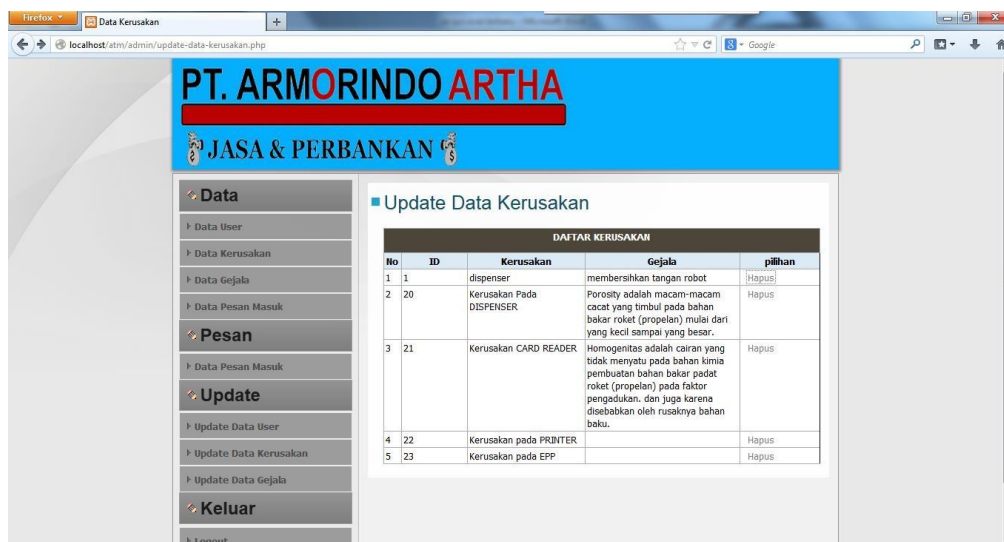 Firefox
Data Kerusakan
localhost/atm/admin/update-data-kerusakan.php
Google
PT. ARMORINDO ARTHA
JASA & PERBANKAN
Data
Data User
Data Kerusakan
Data Gejala
Data Pesan Masuk
Pesan
Data Pesan Masuk
Update
Update Data User
Update Data Kerusakan
Update Data Gejala
Keluar
Logout
Update Data Kerusakan
DAFTAR KERUSAKAN
No ID Kerusakan Gejala pilihan
1 1 dispenser membersihkan tangan robot Hapus
2 20 Kerusakan Pada Porosity adalah macam-macam Hapus
DISPENSER cacat yang timbul pada bahan
bakar roket (propelan) mulai dari
yang kecil sampai yang besar.
3 21 Kerusakan CARD READER Homogenitas adalah cairan yang Hapus
tidak menyatu pada bahan kimia
pembuatan bahan bakar padat
roket (propelan) pada faktor
pengadukan. dan juga karena
disebabkan oleh rusaknya bahan
baku.
4 22 Kerusakan pada PRINTER Hapus
5 23 Kerusakan pada EPP Hapus